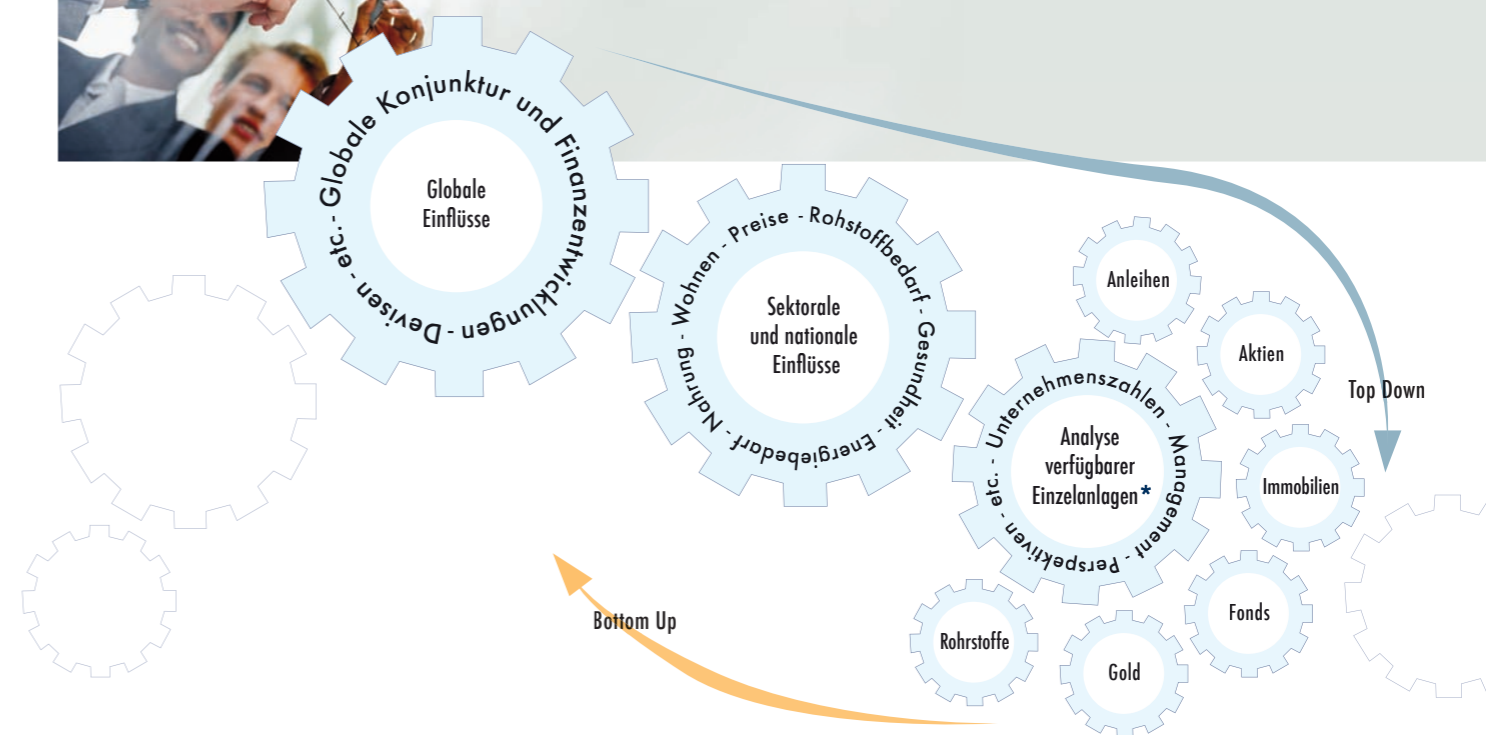 Globale Konjunktur und Finanzentwicklungen - Devisen - etc. -
Globale
Einflüsse
Wohnen - Preise - Rohstoffbedarf - Gesundheit - Energiebedarf - Nahrung -
Sektorale
und nationale
Einflüsse
Unternehmenszahlen - Management - Perspektiven - etc. -
Analyse
verfügbarer
Einzelanlagen*
Anleihen
Aktien
Immobilien
Fonds
Gold
Rohrstoffe
Top Down
Bottom Up